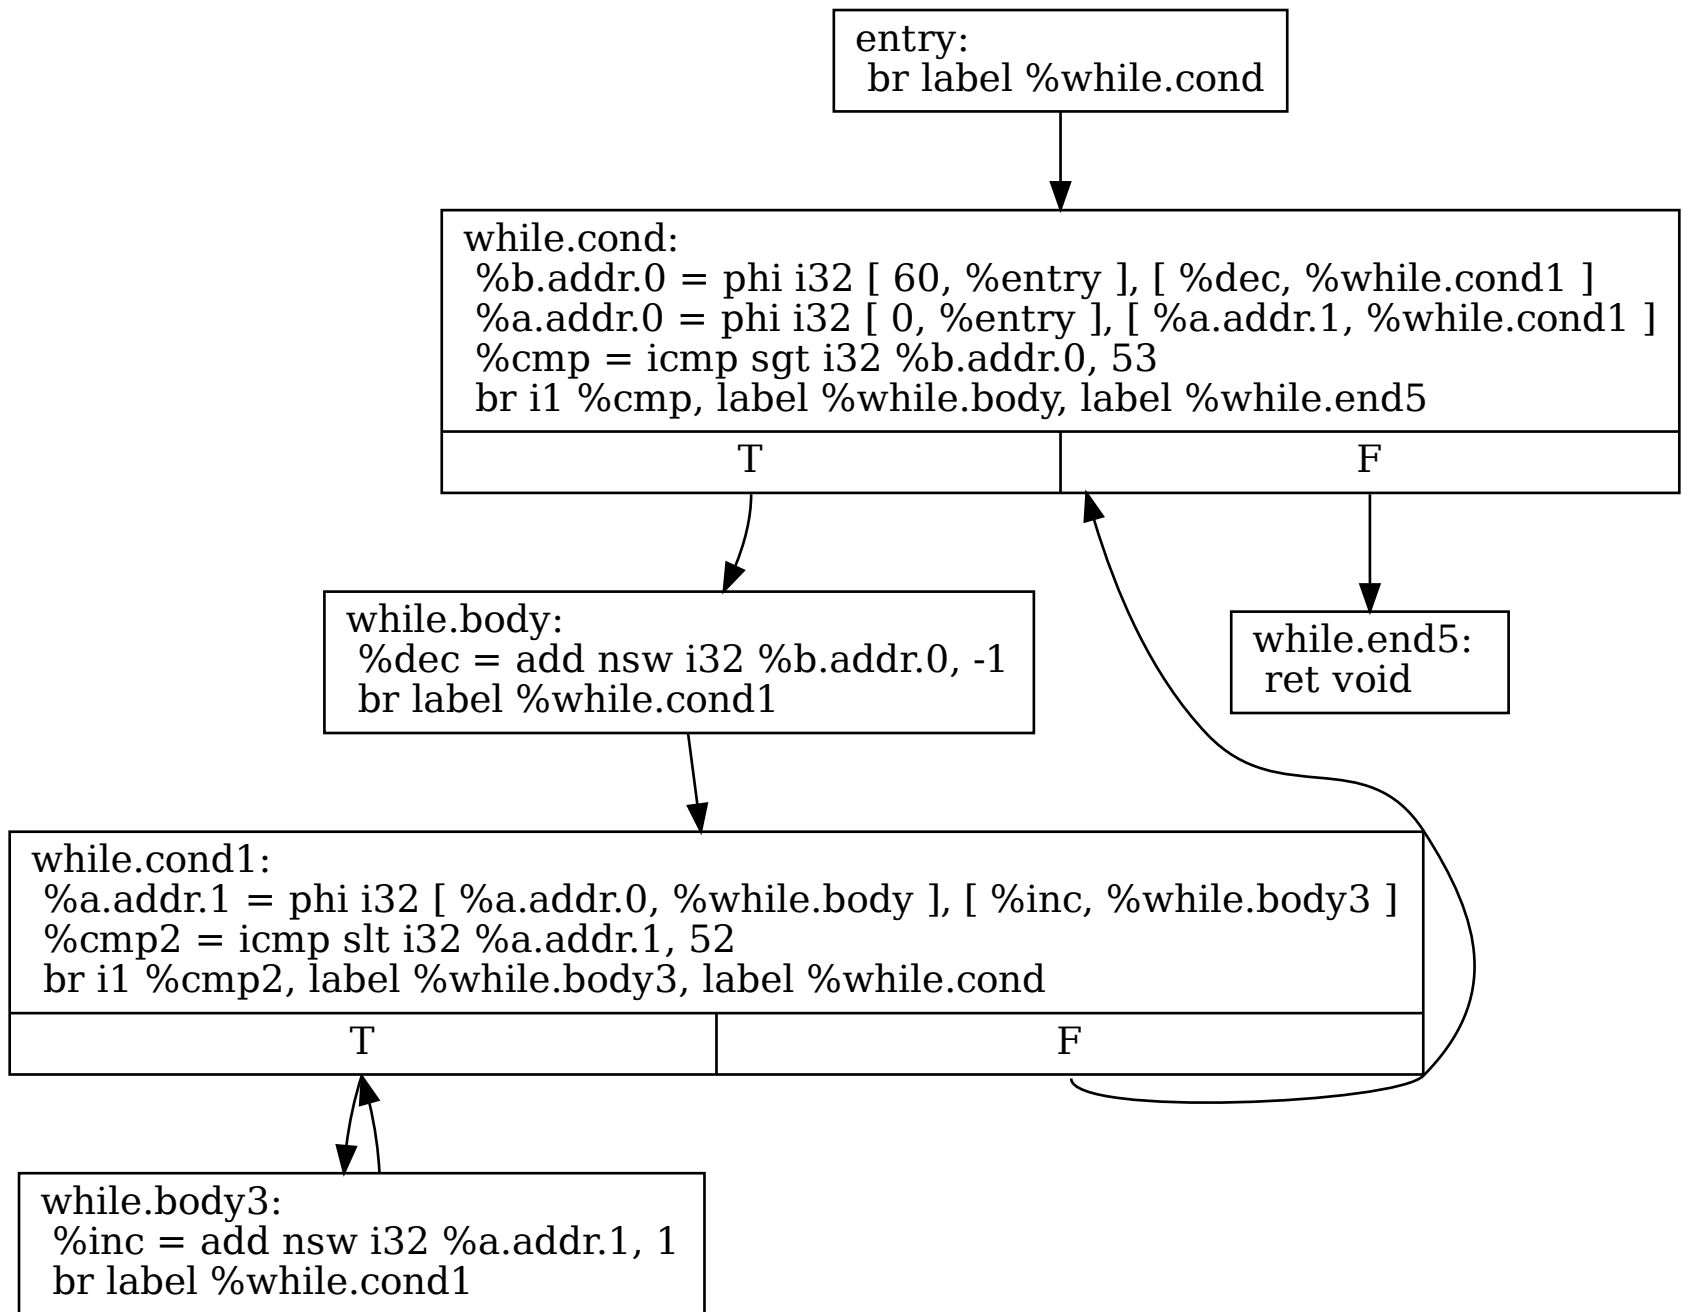 entry:
br label %while.cond
while.cond:
%b.addr.0 = phi i32 [ 60, %entry ], [ %dec, %while.cond1 ]
%a.addr.0 = phi i32 [ 0, %entry ], [ %a.addr.1, %while.cond1 ]
%cmp = icmp sgt i32 %b.addr.0, 53
br i1 %cmp, label %while.body, label %while.end5
T
F
while.body:
%dec = add nsw i32 %b.addr.0, -1
br label %while.cond1
while.end5:
ret void
while.cond1:
%a.addr.1 = phi i32 [ %a.addr.0, %while.body ], [ %inc, %while.body3 ]
%cmp2 = icmp slt i32 %a.addr.1, 52
br i1 %cmp2, label %while.body3, label %while.cond
T
F
while.body3:
%inc = add nsw i32 %a.addr.1, 1
br label %while.cond1